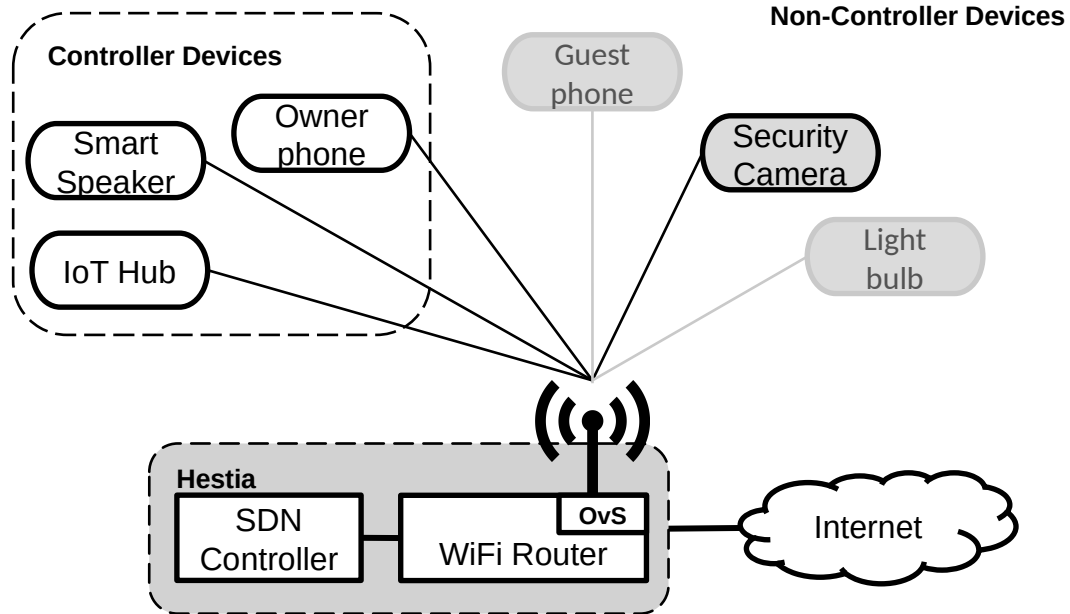 Non-Controller Devices
Controller Devices
Guest
phone
Owner
phone
Smart
Speaker
Security
Camera
IoT Hub
Light
bulb
Hestia
SDN
Controller
OvS
WiFi Router
Internet